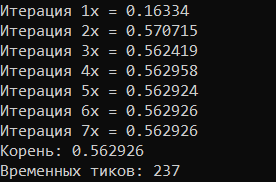 Итерация 1x = 0.16334
Итерация 2x = 0.570715
Итерация 3x = 0.562419
Итерация 4x = 0.562958
Итерация 5x = 0.562924
Итерация 6x = 0.562926
Итерация 7x = 0.562926
Корень: 0.562926
Временных тиков: 237